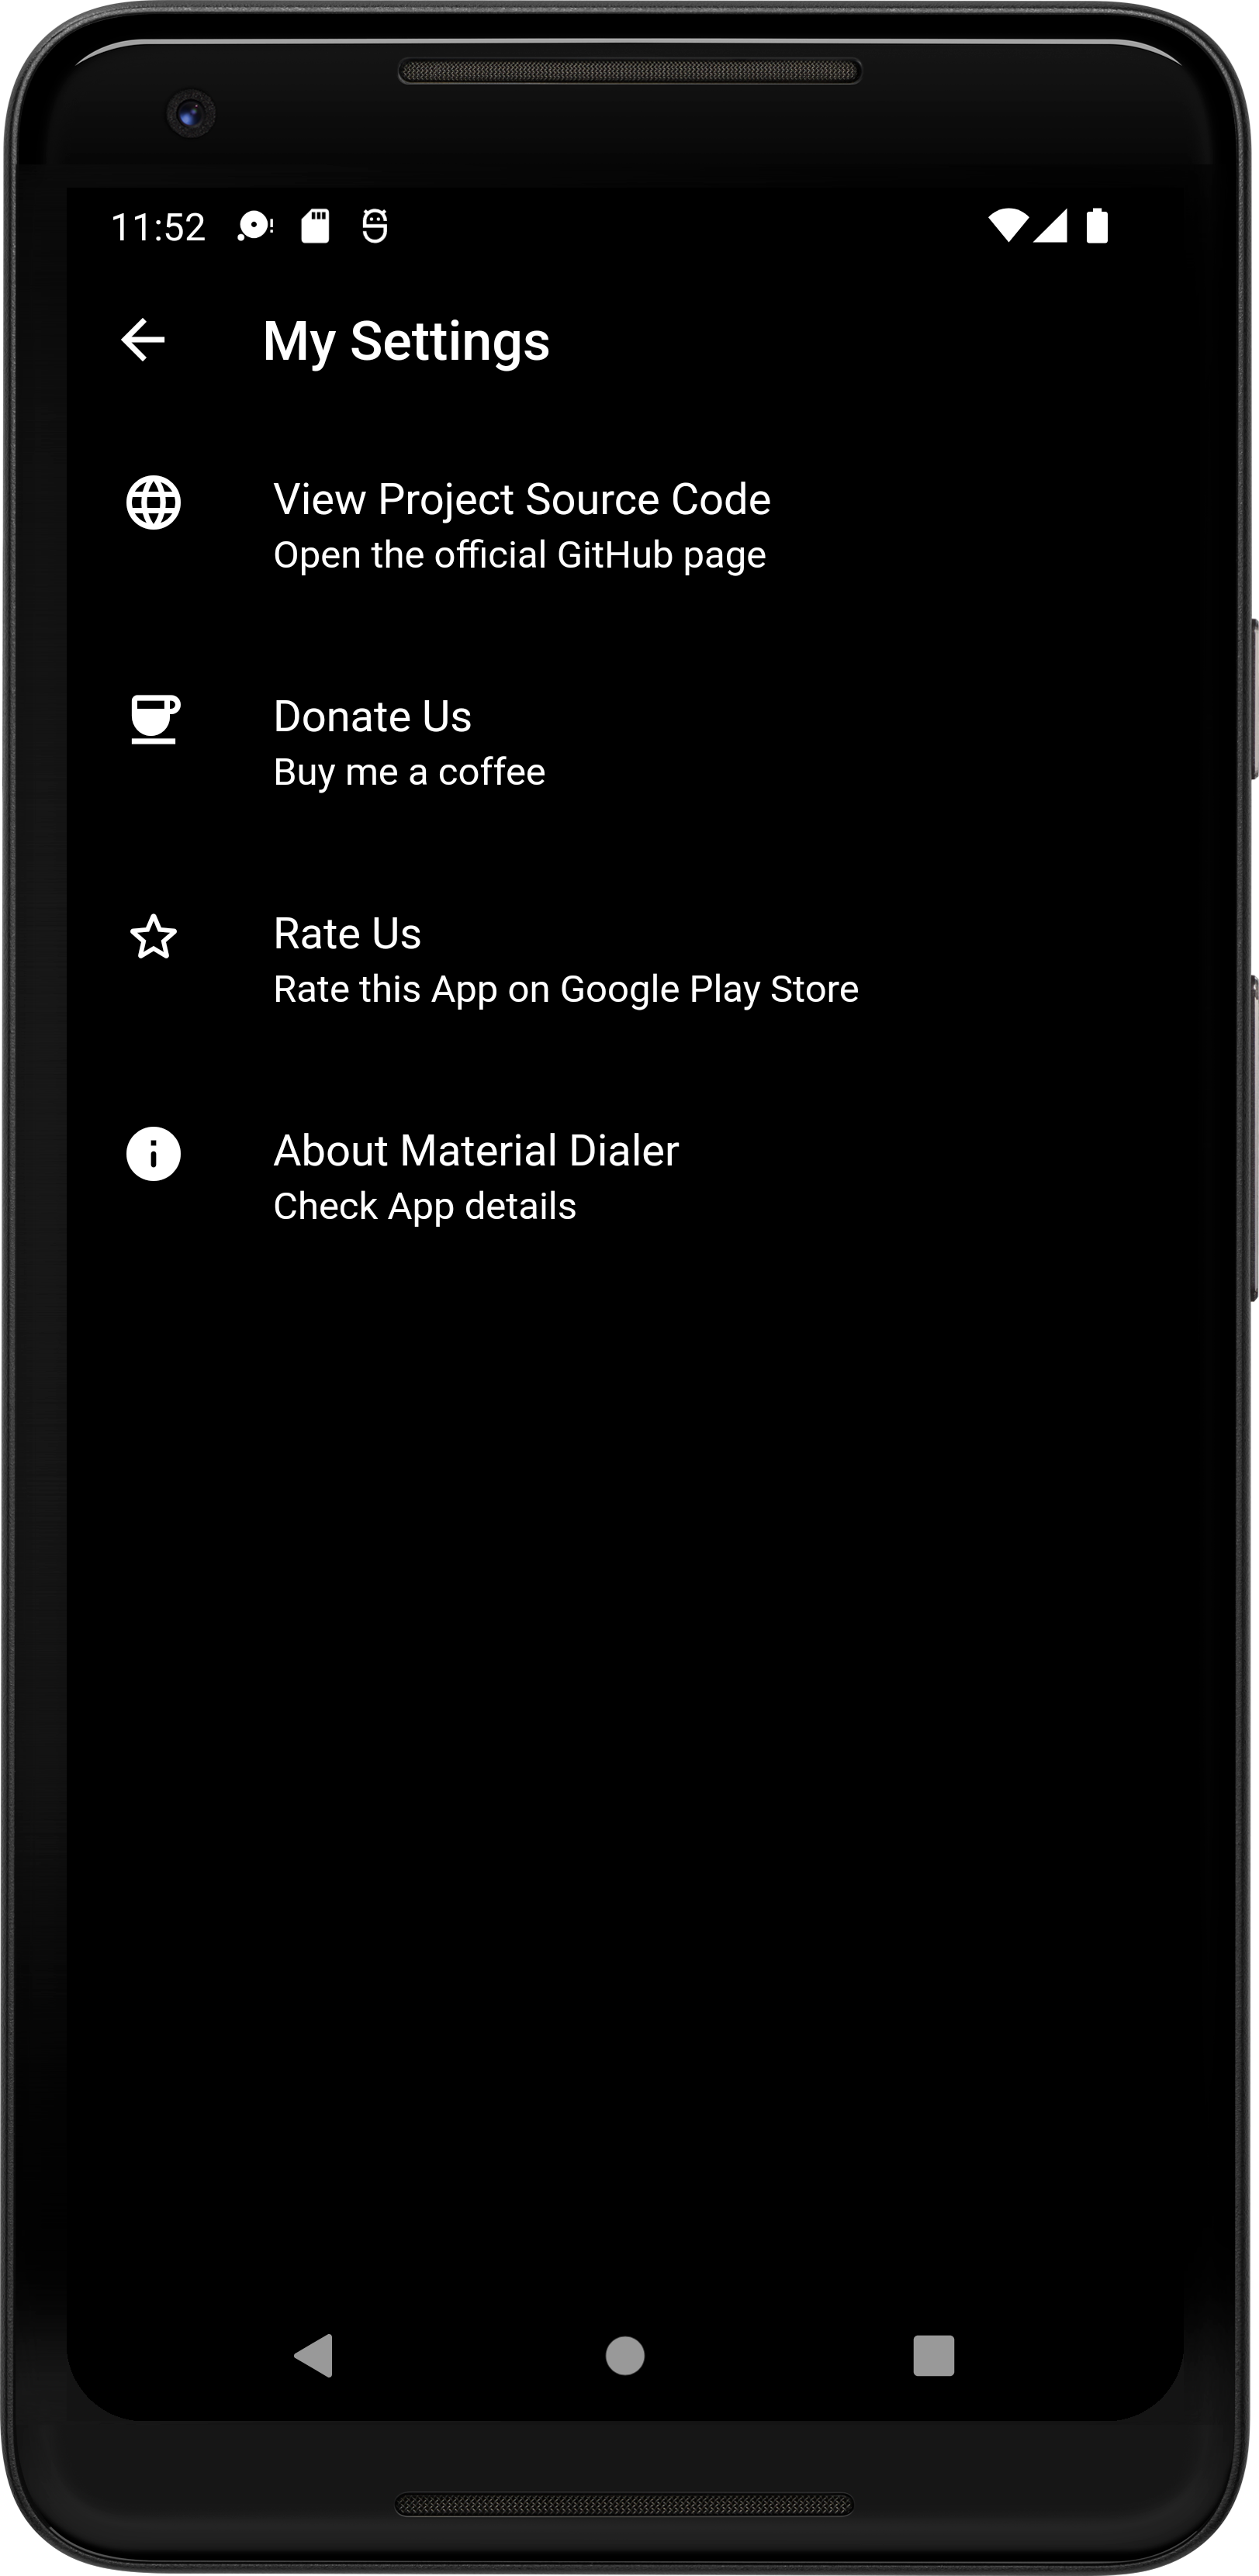 11:52
My Settings
View Project Source Code
Open the official GitHub page
Donate Us
Buy me a coffee
Rate Us
Rate this App on Google Play Store
About Material Dialer
Check App details